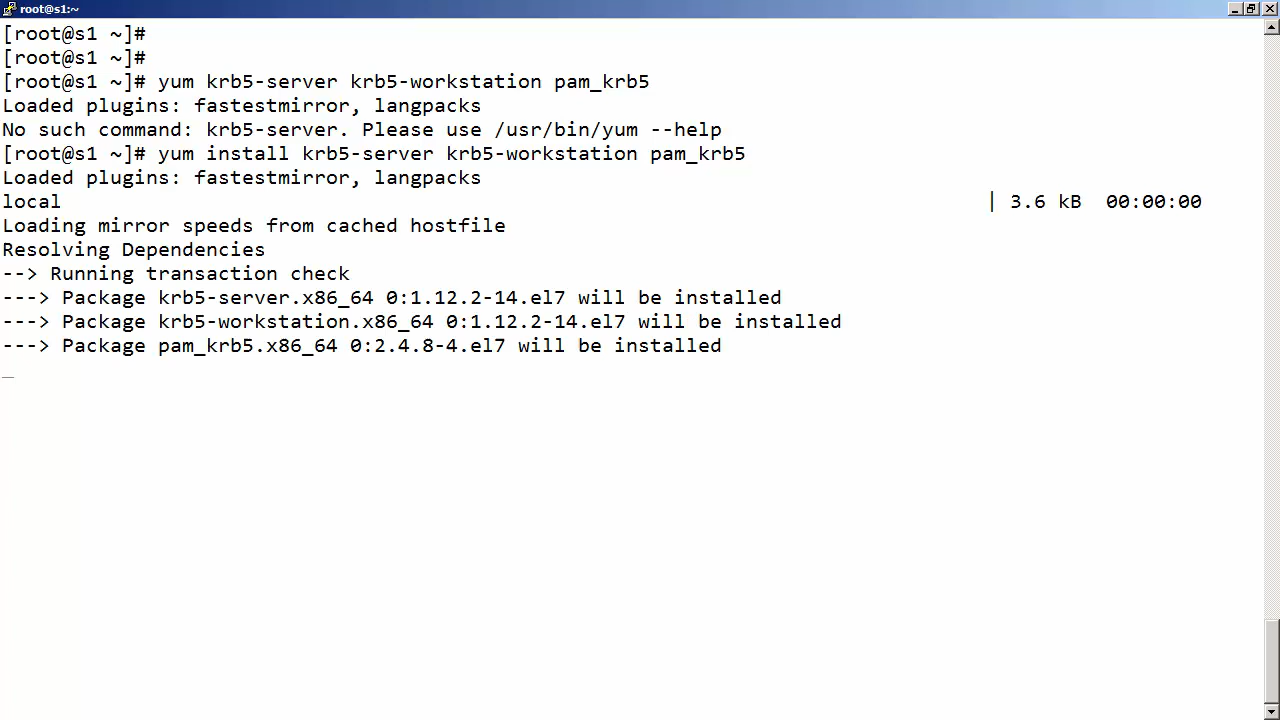 root@s1:~
[root@s1 ~]#
[root@s1 ~]#
[root@s1 ~]# yum krb5-server krb5-workstation pam_krb5
Loaded plugins: fastestmirror, langpacks
No such command: krb5-server. Please use /usr/bin/yum --help
[root@s1 ~]# yum install krb5-server krb5-workstation pam_krb5
Loaded plugins: fastestmirror, langpacks
local | 3.6 kB 00:00:00
Loading mirror speeds from cached hostfile
Resolving Dependencies
--> Running transaction check
---> Package krb5-server.x86_64 0:1.12.2-14.el7 will be installed
---> Package krb5-workstation.x86_64 0:1.12.2-14.el7 will be installed
---> Package pam_krb5.x86_64 0:2.4.8-4.el7 will be installed